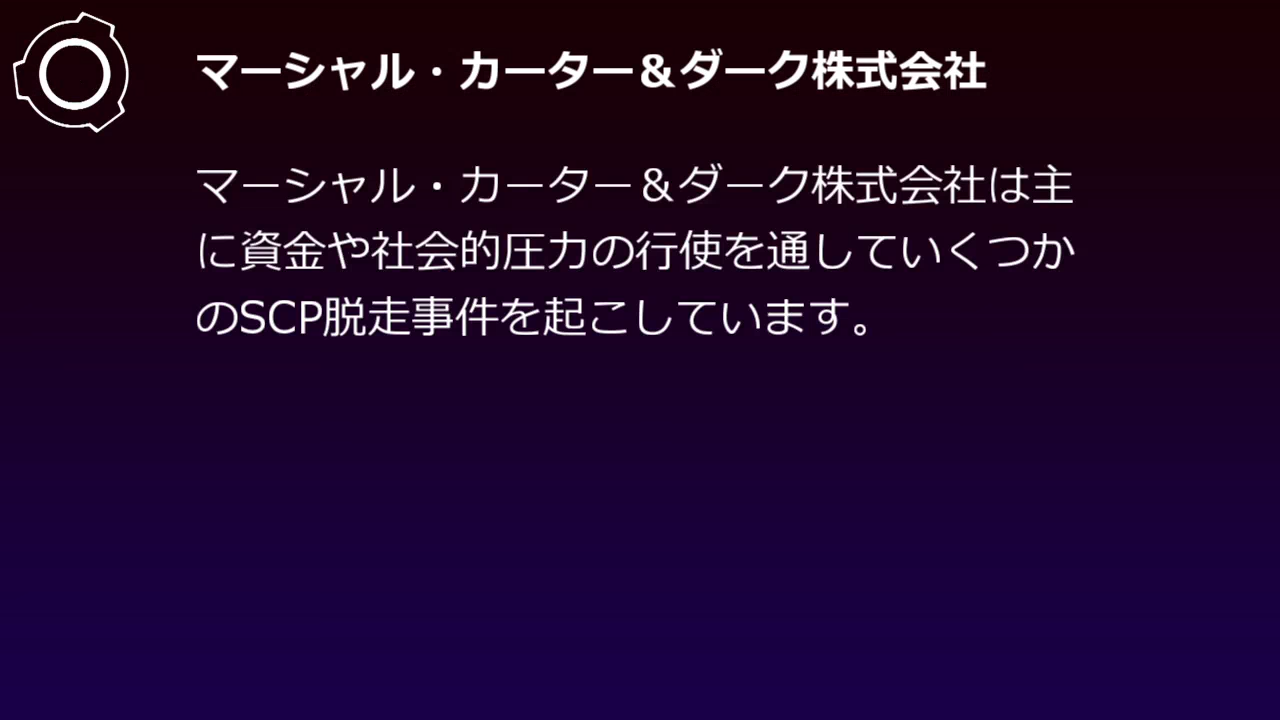 マーシャル・カーター＆ダーク株式会社
マーシャル・カーター＆ダーク株式会社は主
に資金や社会的圧力の行使を通していくつか
のSCP脱走事件を起こしています。